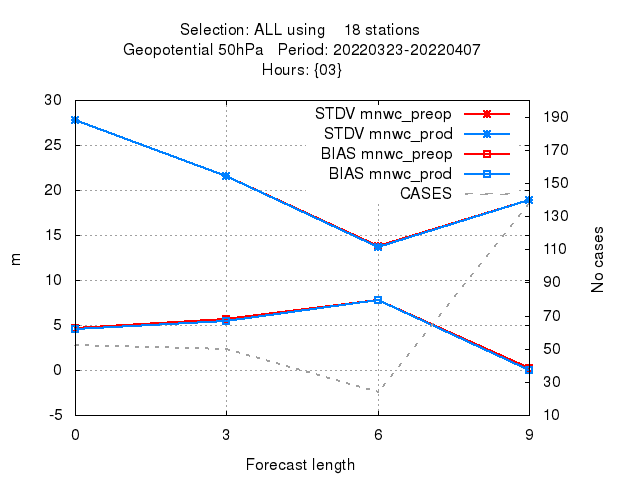 Selection: ALL using    18 stations
Geopotential 50hPa   Period: 20220323-20220407
Hours: {03}
30
25
20
15
10
5
0
-5
m
STDV mnwc_preop
STDV mnwc_prod
BIAS mnwc_preop
BIAS mnwc_prod
CASES
190
170
150
130
110
90
70
50
30
10
No cases
0 3 6 9
Forecast length